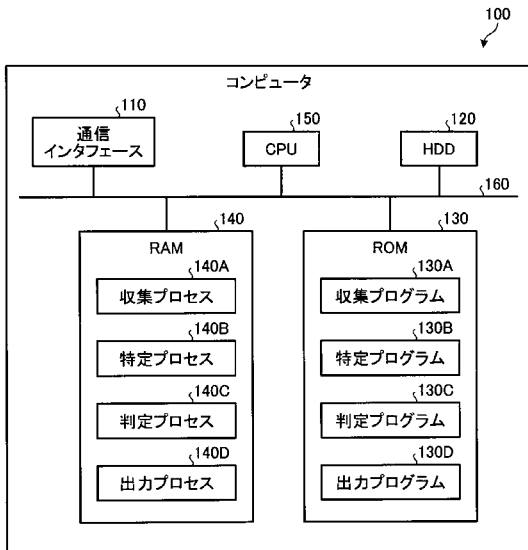 100
コンピュータ
110
通信
インタフェース
150
CPU
120
HDD
160
140
RAM
140A
収集プロセス
140B
特定プロセス
140C
判定プロセス
140D
出力プロセス
130
ROM
130A
収集プログラム
130B
特定プログラム
130C
判定プログラム
130D
出力プログラム